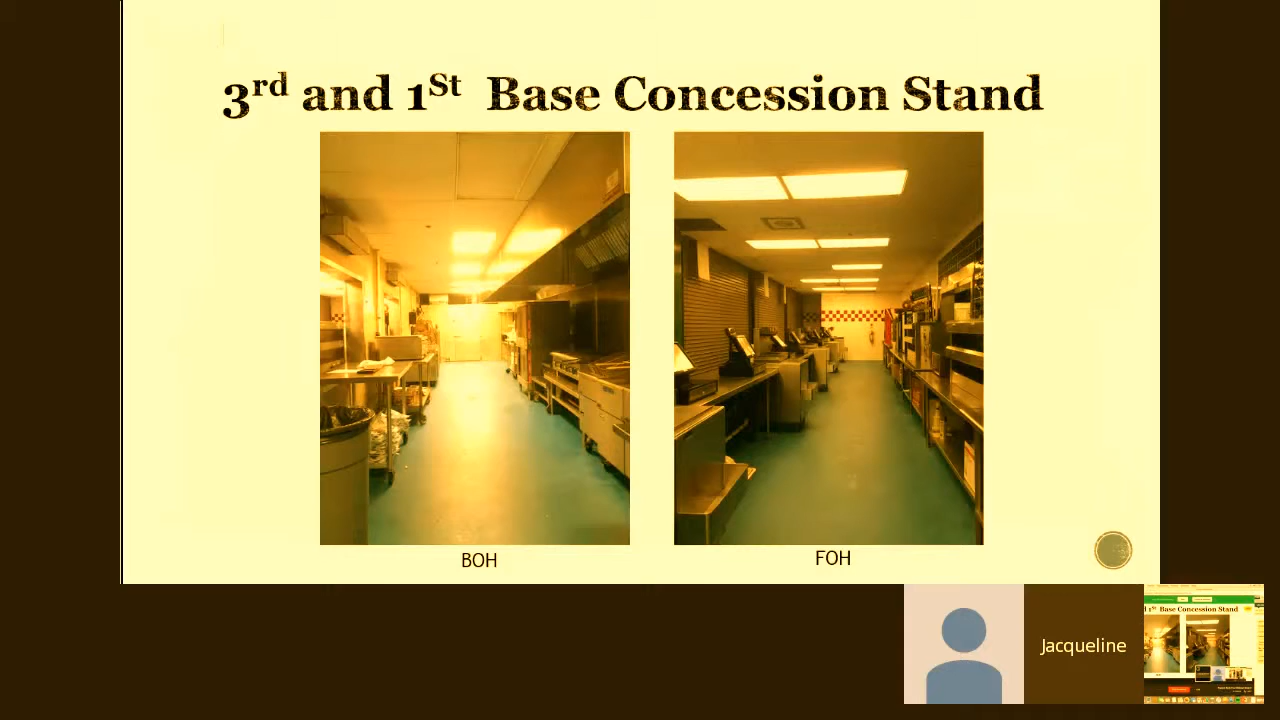 3rd and 1St Base Concession Stand
BOH
FOH
Jacqueline
1st Base Concession Stand